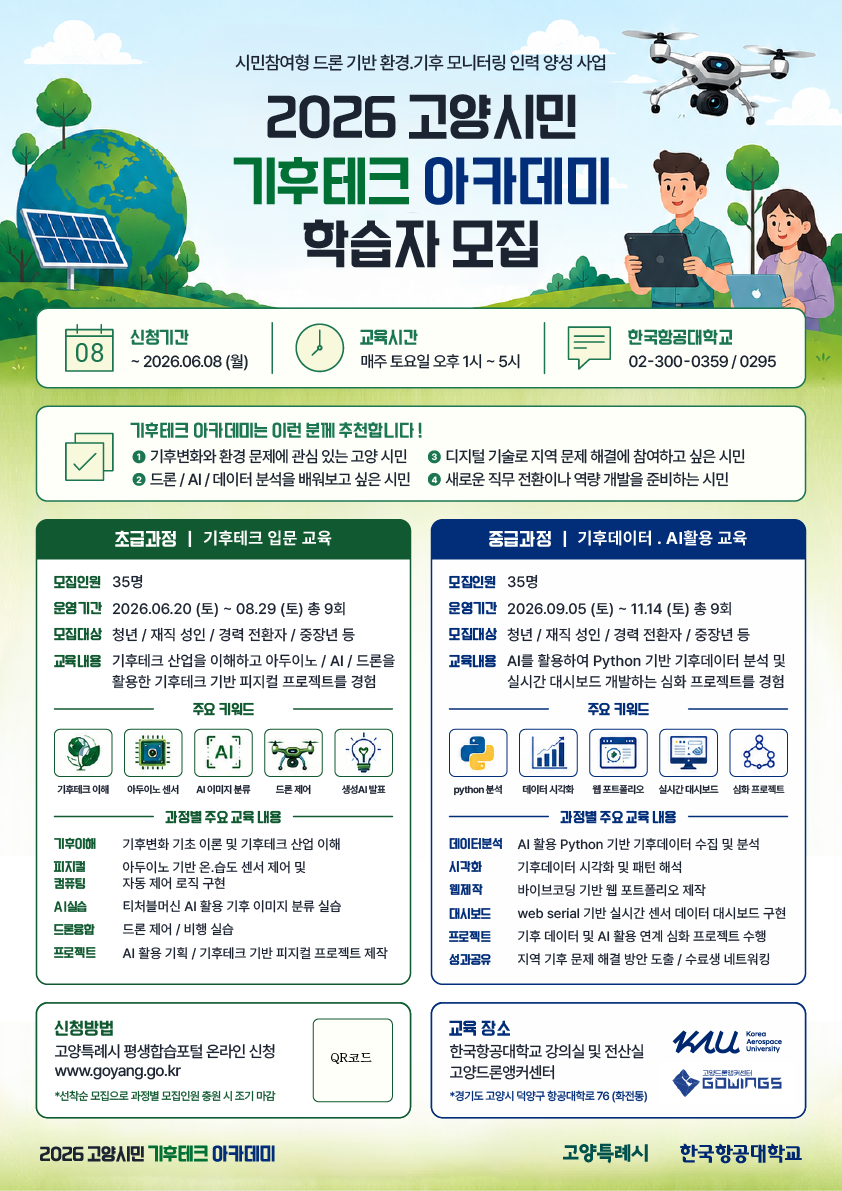 시민참여형 드론 기반 환경.기후 모니터링 인력 양성 사업
2026 고양시민
기후테크 아카데미
학습자 모집
08
신청기간
~ 2026.06.08 (월)
교육시간
매주 토요일 오후 1시 ~ 5시
한국항공대학교
02-300-0359 / 0295
기후테크 아카데미는 이런 분께 추천합니다 !
1 기후변화와 환경 문제에 관심 있는 고양 시민
2 드론 / AI / 데이터 분석을 배워보고 싶은 시민
3 디지털 기술로 지역 문제 해결에 참여하고 싶은 시민
4 새로운 직무 전환이나 역량 개발을 준비하는 시민
초급과정 | 기후테크 입문 교육
모집인원 35명
운영기간 2026.06.20 (토) ~ 08.29 (토) 총 9회
모집대상 청년 / 재직 성인 / 경력 전환자 / 중장년 등
교육내용 기후테크 산업을 이해하고 아두이노 / AI / 드론을
활용한 기후테크 기반 피지컬 프로젝트를 경험
주요 키워드
AI
기후테크 이해
아두이노 센서
AI 이미지 분류
드론 제어
생성AI 발표
과정별 주요 교육 내용
기후이해 기후변화 기초 이론 및 기후테크 산업 이해
피지컬 컴퓨팅 아두이노 기반 온.습도 센서 제어 및
자동 제어 로직 구현
AI실습 티처블머신 AI 활용 기후 이미지 분류 실습
드론융합 드론 제어 / 비행 실습
프로젝트 AI 활용 기획 / 기후테크 기반 피지컬 프로젝트 제작
중급과정 | 기후데이터 . AI활용 교육
모집인원 35명
운영기간 2026.09.05 (토) ~ 11.14 (토) 총 9회
모집대상 청년 / 재직 성인 / 경력 전환자 / 중장년 등
교육내용 AI를 활용하여 Python 기반 기후데이터 분석 및
실시간 대시보드 개발하는 심화 프로젝트를 경험
주요 키워드
python 분석
데이터 시각화
웹 포트폴리오
실시간 대시보드
심화 프로젝트
과정별 주요 교육 내용
데이터분석 AI 활용 Python 기반 기후데이터 수집 및 분석
시각화 기후데이터 시각화 및 패턴 해석
웹제작 바이브코딩 기반 웹 포트폴리오 제작
대시보드 web serial 기반 실시간 센서 데이터 대시보드 구현
프로젝트 기후 데이터 및 AI 활용 연계 심화 프로젝트 수행
성과공유 지역 기후 문제 해결 방안 도출 / 수료생 네트워킹
신청방법
고양특례시 평생합습포털 온라인 신청
www.goyang.go.kr
*선착순 모집으로 과정별 모집인원 충원 시 조기 마감
QR코드
교육 장소
한국항공대학교 강의실 및 전산실
고양드론앵커센터
*경기도 고양시 덕양구 항공대학로 76 (화전동)
KAU Korea
Aerospace
University
고양드론앵커센터
GOWINGS
2026 고양시민 기후테크 아카데미
고양특례시
한국항공대학교